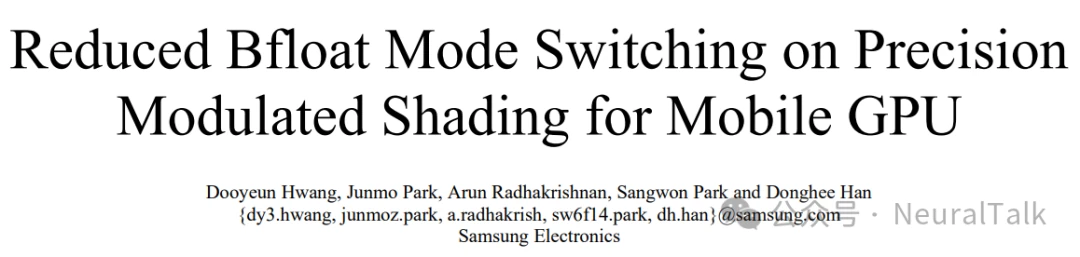 Reduced Bfloat Mode Switching on Precision
Modulated Shading for Mobile GPU
Dooyeun Hwang, Junmo Park, Arun Radhakrishnan, Sangwon Park and Donghee Han
{dy3.hwang, junmoz.park, a.radhakrish, sw6f14.park, dh.han}@samsung.com
公众号 · NeuralTalk
Samsung Electronics